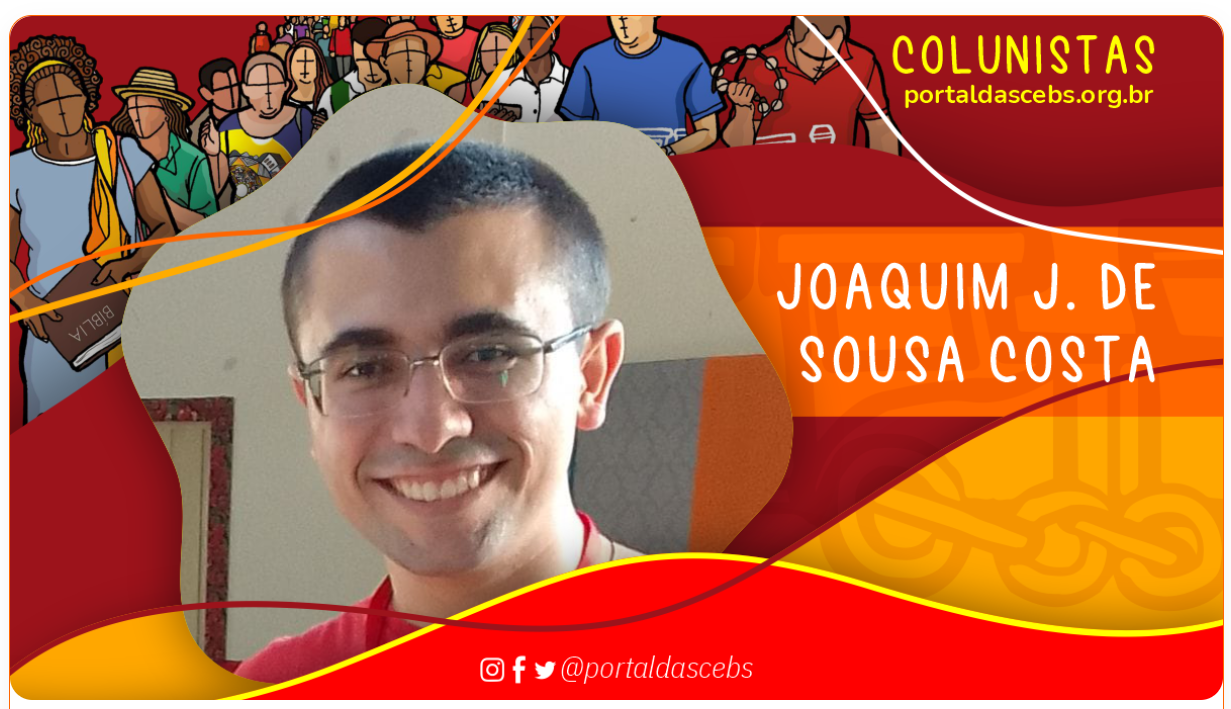 COLUNISTAS
portaldascebs.org.br
BÍBLIA
JOAQUIM J. DE
SOUSA COSTA
@portaldascebs